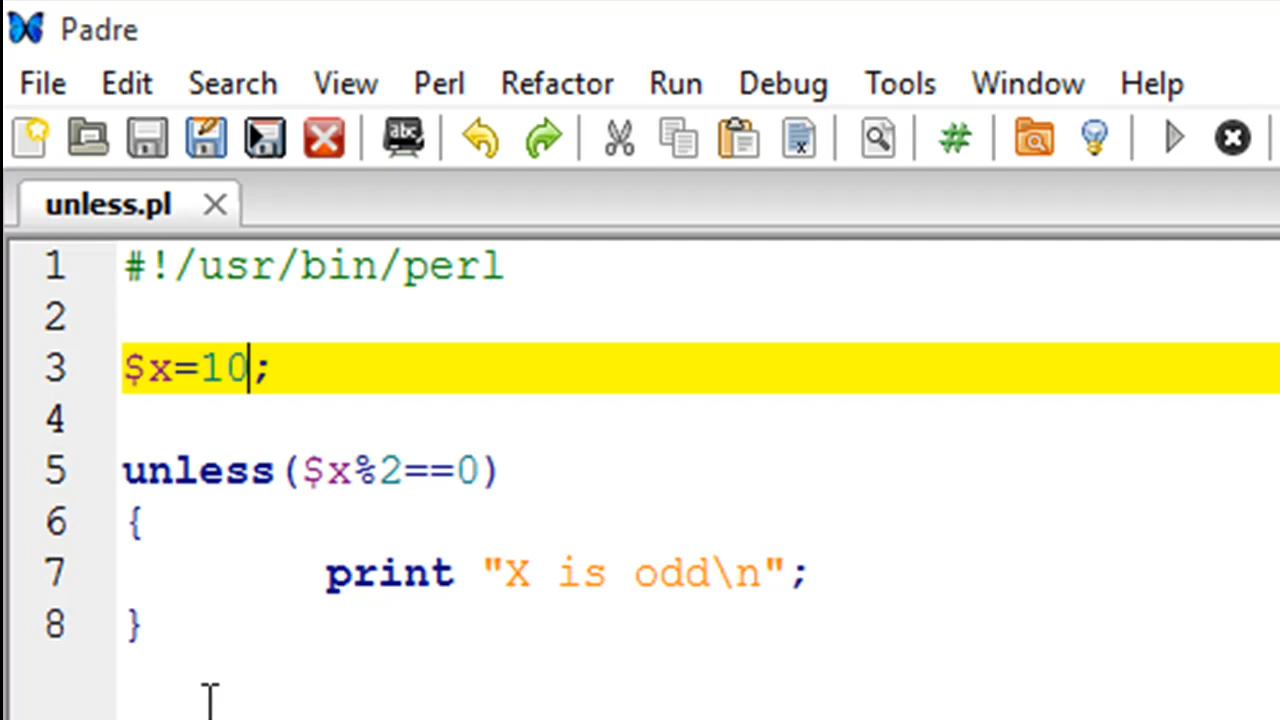 Padre
File Edit Search View Perl Refactor Run Debug Tools Window Help
abc x #
unless.pl
1 #!/usr/bin/perl
2
3 $x=10;
4
5 unless($x%2==0)
6 {
7 print "X is odd\n";
8 }